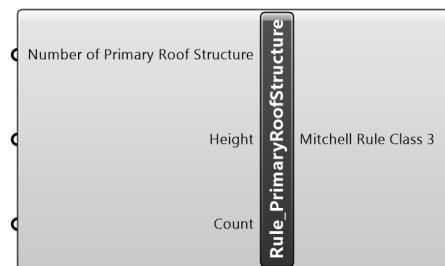 Number of Primary Roof Structure
Height
Count
Rule_PrimaryRoofStructure
Mitchell Rule Class 3